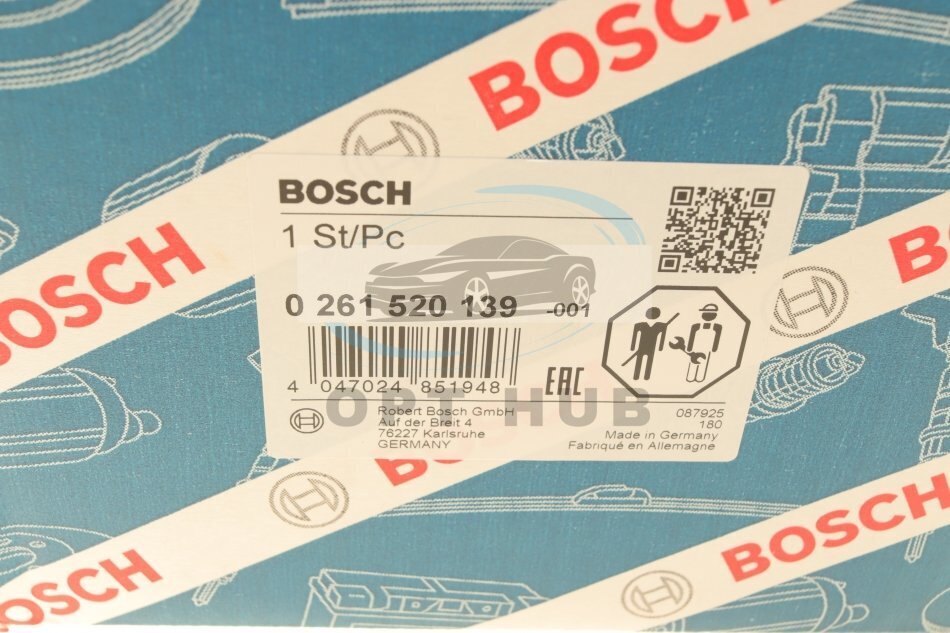 BOSCH
BOSCH
BOSCH
1 St/Pc
0 261 520 139 -001
4 047024 851948
EAC
OPT HUB
Robert Bosch GmbH
Auf der Breit 4
76227 Karlsruhe
GERMANY
087925
180
Made in Germany
Fabriqué en Allemagne
BOSCH
BOSCH